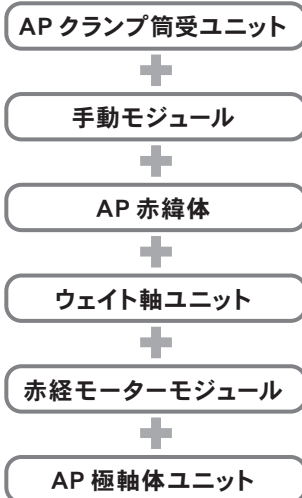 AP クランプ筒受ユニット
手動モジュール
AP 赤緯体
ウェイト軸ユニット
赤経モーターモジュール
AP 極軸体ユニット